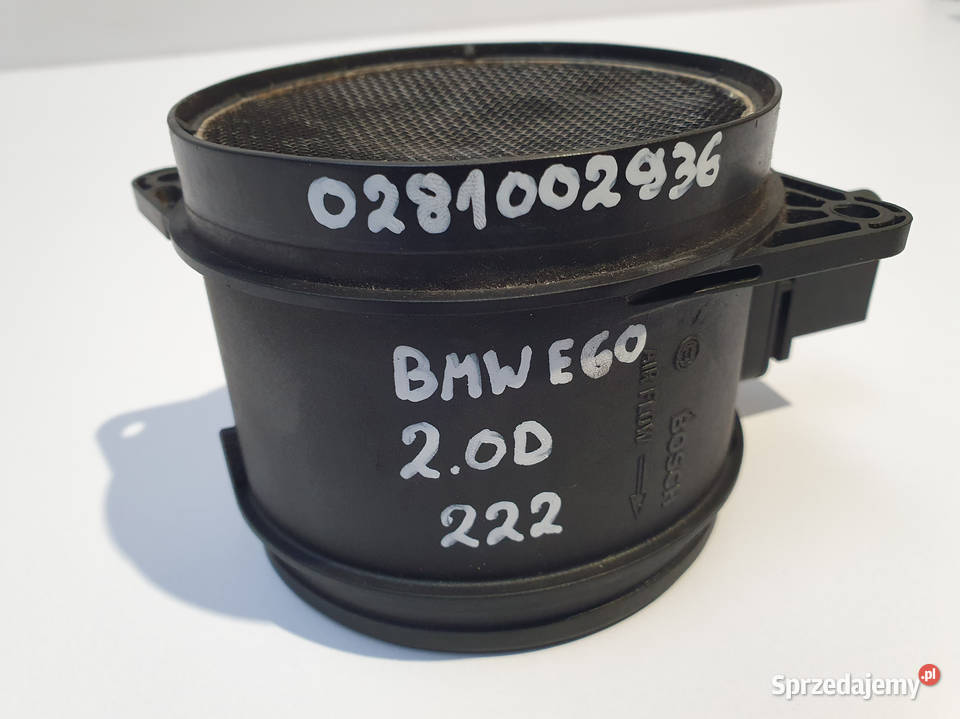 0281002936
BMW E60
2.0D
222
AIR FLOW
BOSCH
Sprzedajemy.pl